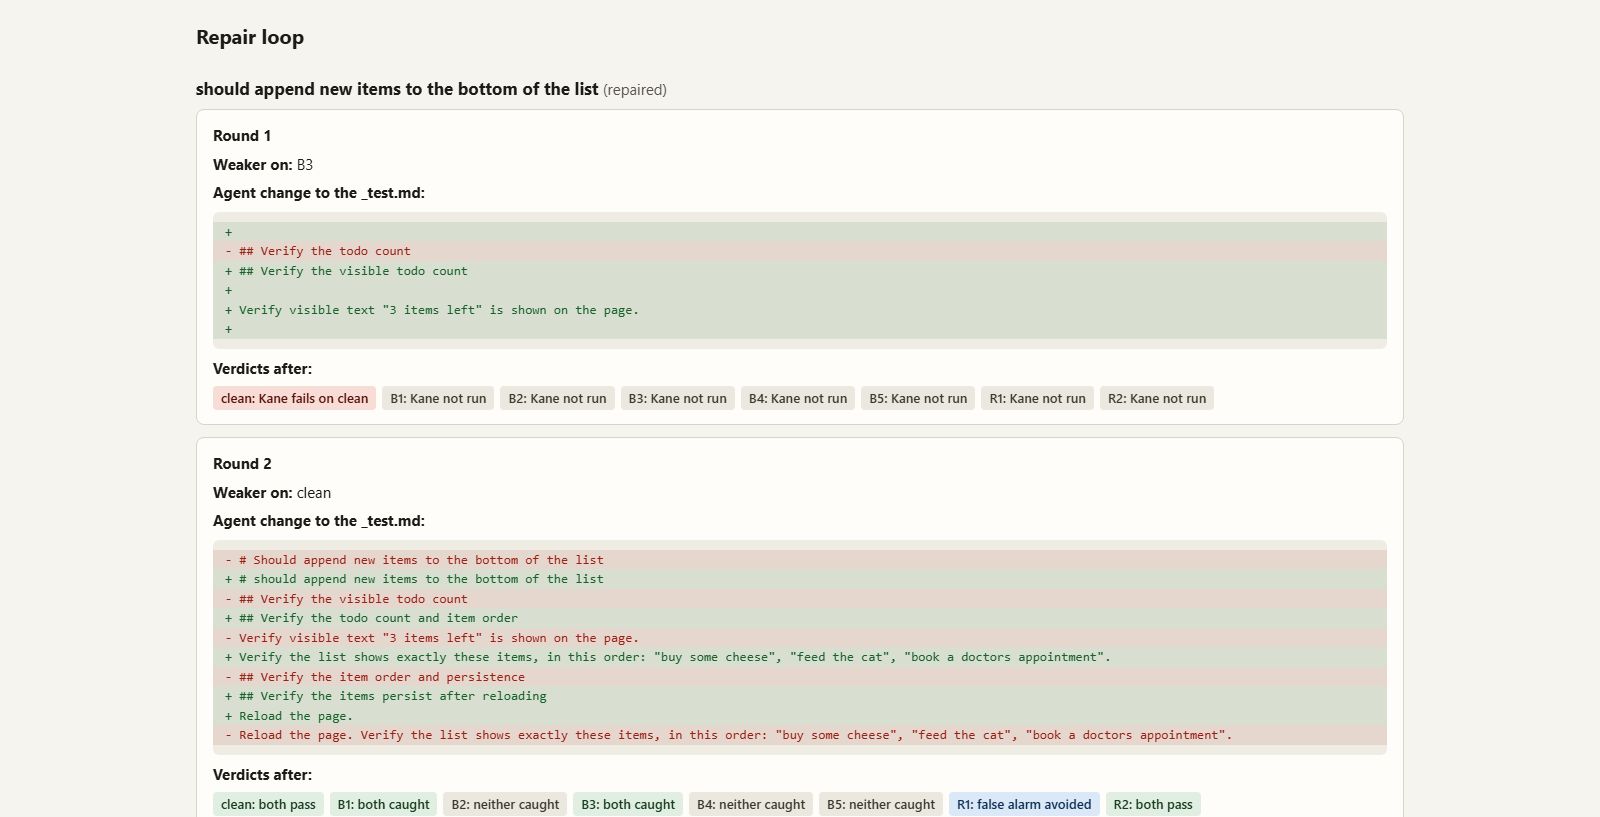 Repair loop
should append new items to the bottom of the list (repaired)
Round 1
Weaker on: B3
Agent change to the _test.md:
+
- ## Verify the todo count
+ ## Verify the visible todo count
+
+ Verify visible text "3 items left" is shown on the page.
+
Verdicts after:
clean: Kane fails on clean B1: Kane not run B2: Kane not run B3: Kane not run B4: Kane not run B5: Kane not run R1: Kane not run R2: Kane not run
Round 2
Weaker on: clean
Agent change to the _test.md:
- # Should append new items to the bottom of the list
+ # should append new items to the bottom of the list
- ## Verify the visible todo count
+ ## Verify the todo count and item order
- Verify visible text "3 items left" is shown on the page.
+ Verify the list shows exactly these items, in this order: "buy some cheese", "feed the cat", "book a doctors appointment".
- ## Verify the item order and persistence
+ ## Verify the items persist after reloading
+ Reload the page.
- Reload the page. Verify the list shows exactly these items, in this order: "buy some cheese", "feed the cat", "book a doctors appointment".
Verdicts after:
clean: both pass B1: both caught B2: neither caught B3: both caught B4: neither caught B5: neither caught R1: false alarm avoided R2: both pass